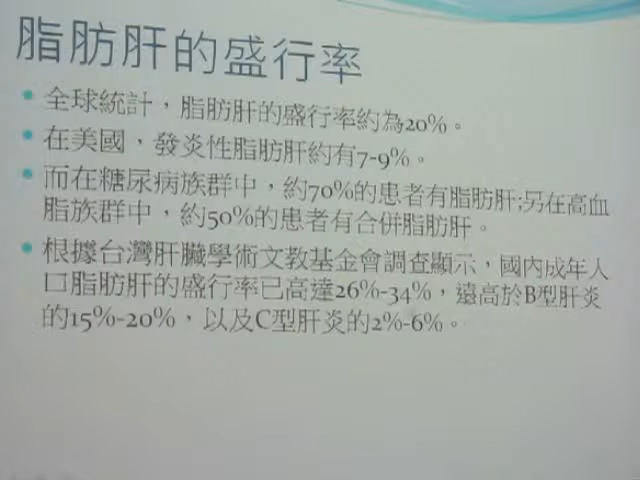 脂肪肝的盛行率
• 全球統計，脂肪肝的盛行率約為20%。
• 在美國，發炎性脂肪肝約有7-9%。
• 而在糖尿病族群中，約70%的患者有脂肪肝;另在高血
脂族群中，約50%的患者有合併脂肪肝。
• 根據台灣肝臟學術文教基金會調查顯示，國內成年人
口脂肪肝的盛行率已高達26%-34%，遠高於B型肝炎
的15%-20%，以及C型肝炎的2%-6%。